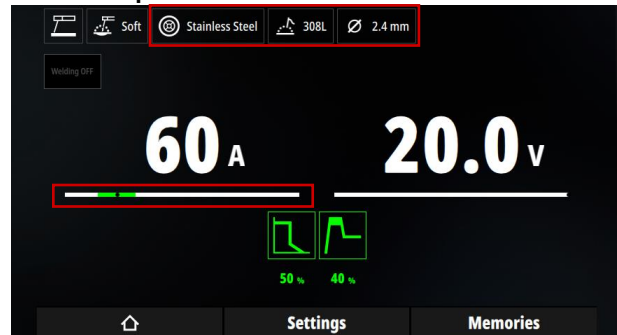 Soft Stainless Steel 308L Ø 2.4 mm
Welding OFF
60 A 20.0 V
50 % 40 %
Settings Memories